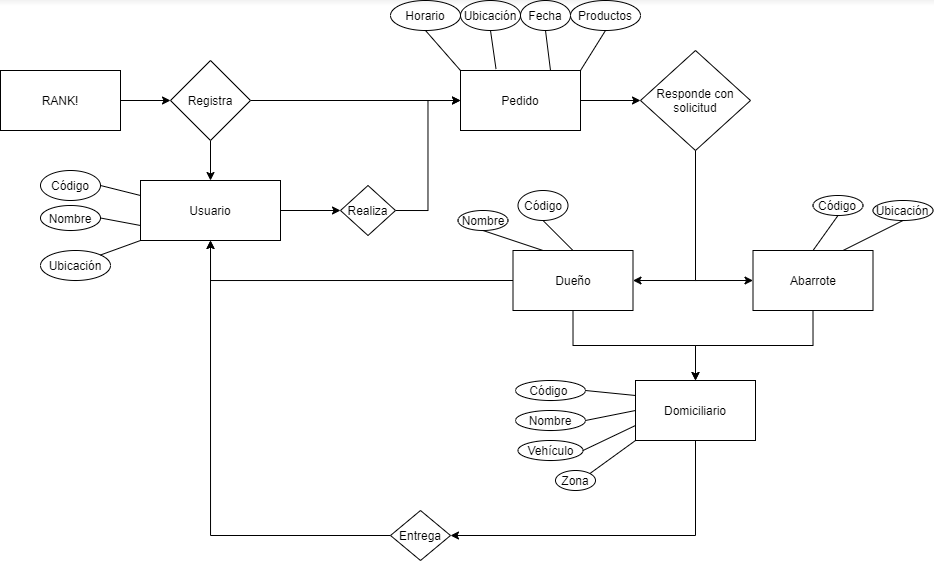 Horario
Ubicación
Fecha
Productos
RANK!
Registra
Pedido
Responde con
solicitud
Código
Nombre
Ubicación
Usuario
Realiza
Nombre
Código
Código
Ubicación
Dueño
Abarrote
Código
Nombre
Vehículo
Zona
Domiciliario
Entrega